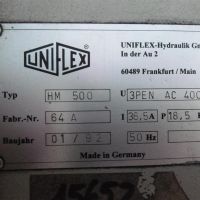 UNIFLEX
UNIFLEX-Hydraulik G
In der Au 2
60489 Frankfurt / Main
Typ HM 500 U 3PEN AC 400
Fabr.-Nr. 64 A I 36,5A P 18,5
Baujahr 01/92 50 Hz
Made in Germany